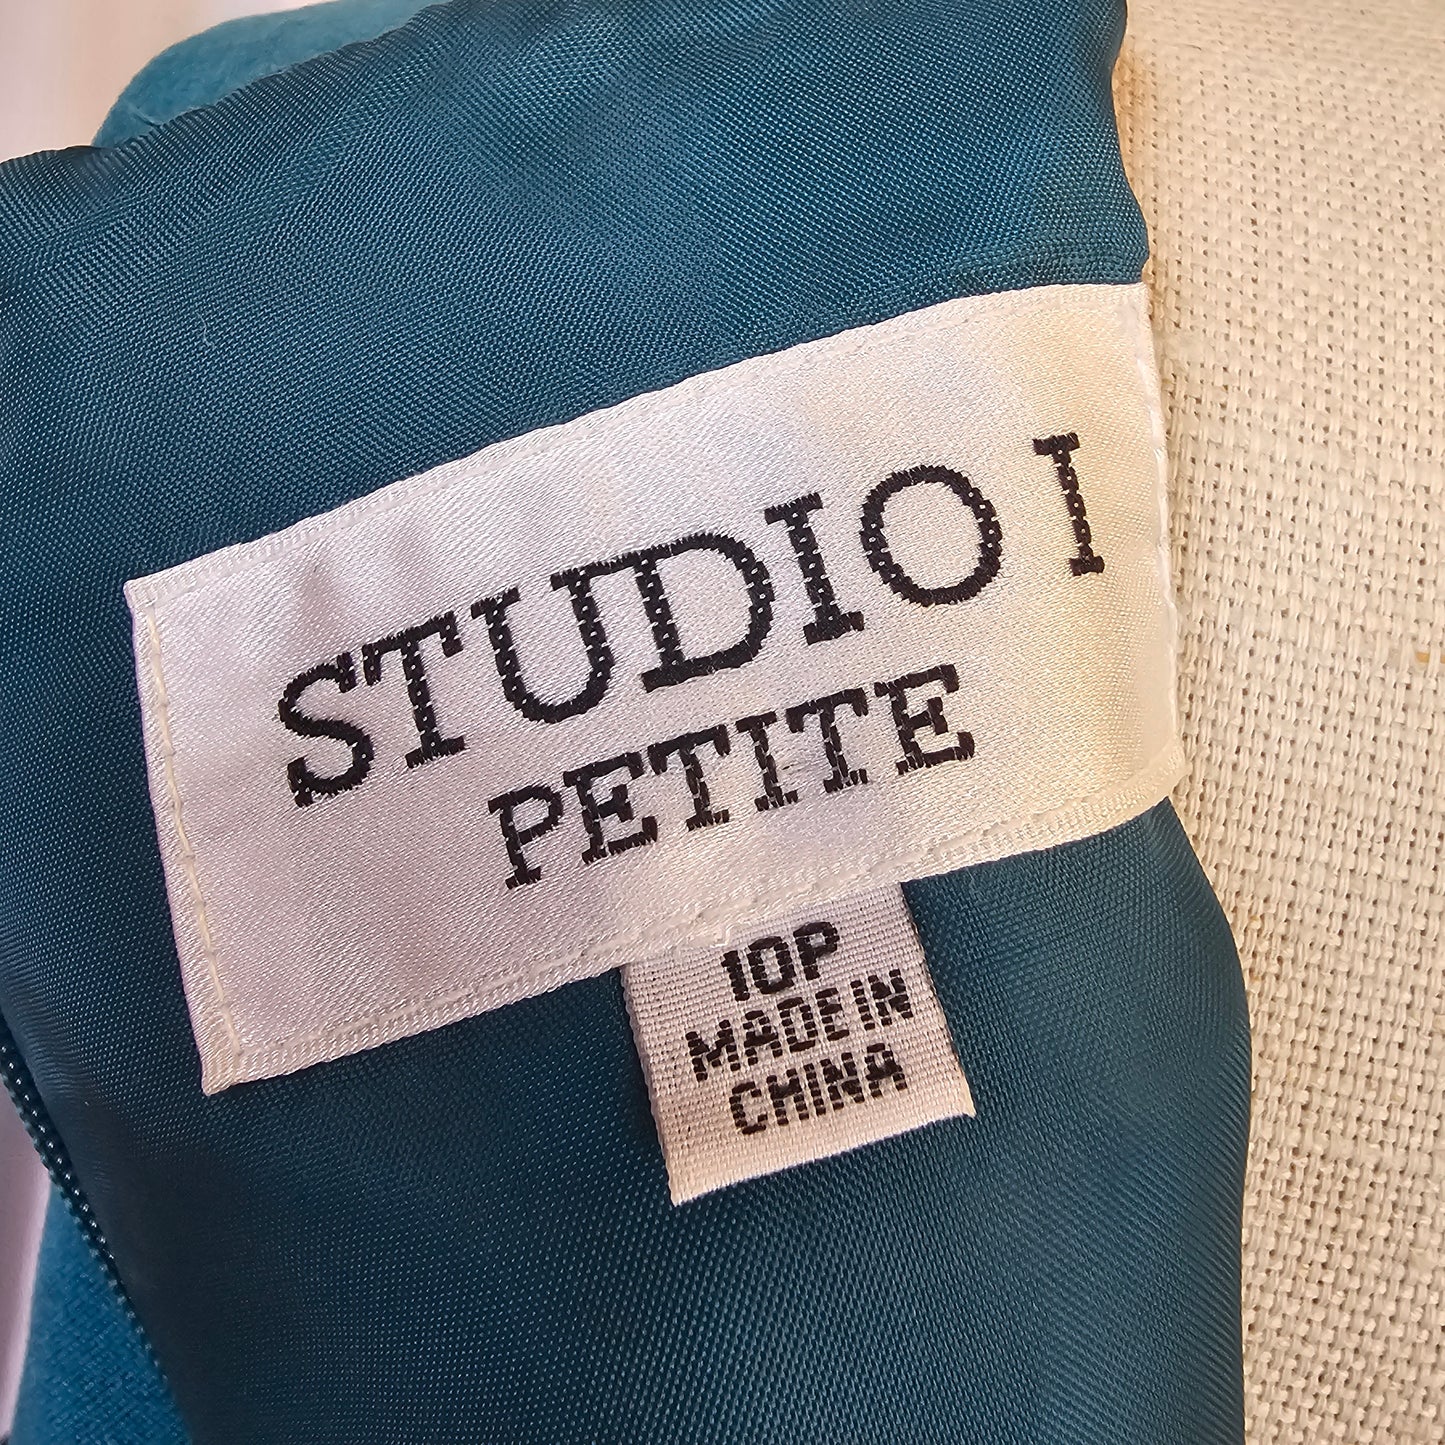 STUDIO I
PETITE
10P
MADE IN
CHINA